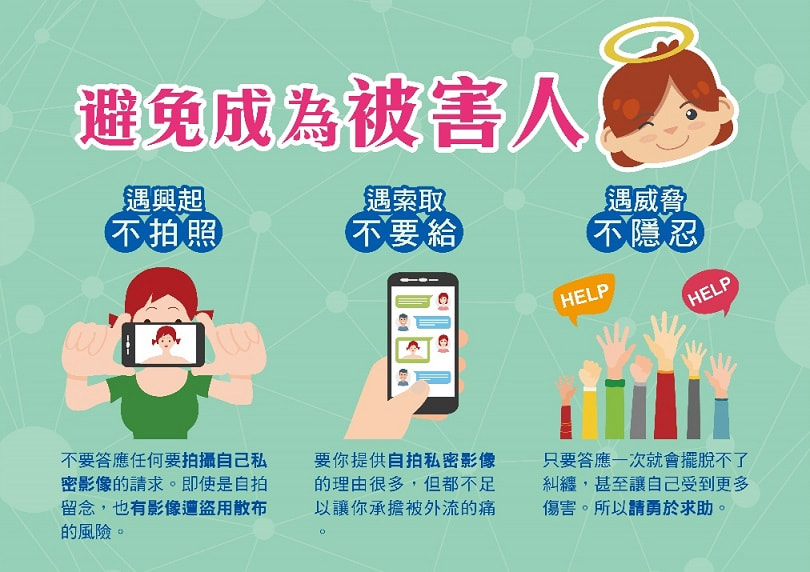 避免成為被害人
遇興起
不拍照
遇索取
不要給
遇威脅
不隱忍
HELP
HELP
不要答應任何要拍攝自己私
密影像的請求。即使是自拍
留念，也有影像遭盜用散布
的風險。
要你提供自拍私密影像
的理由很多，但都不足
以讓你承擔被外流的痛
。
只要答應一次就會擺脫不了
糾纏，甚至讓自己受到更多
傷害。所以請勇於求助。